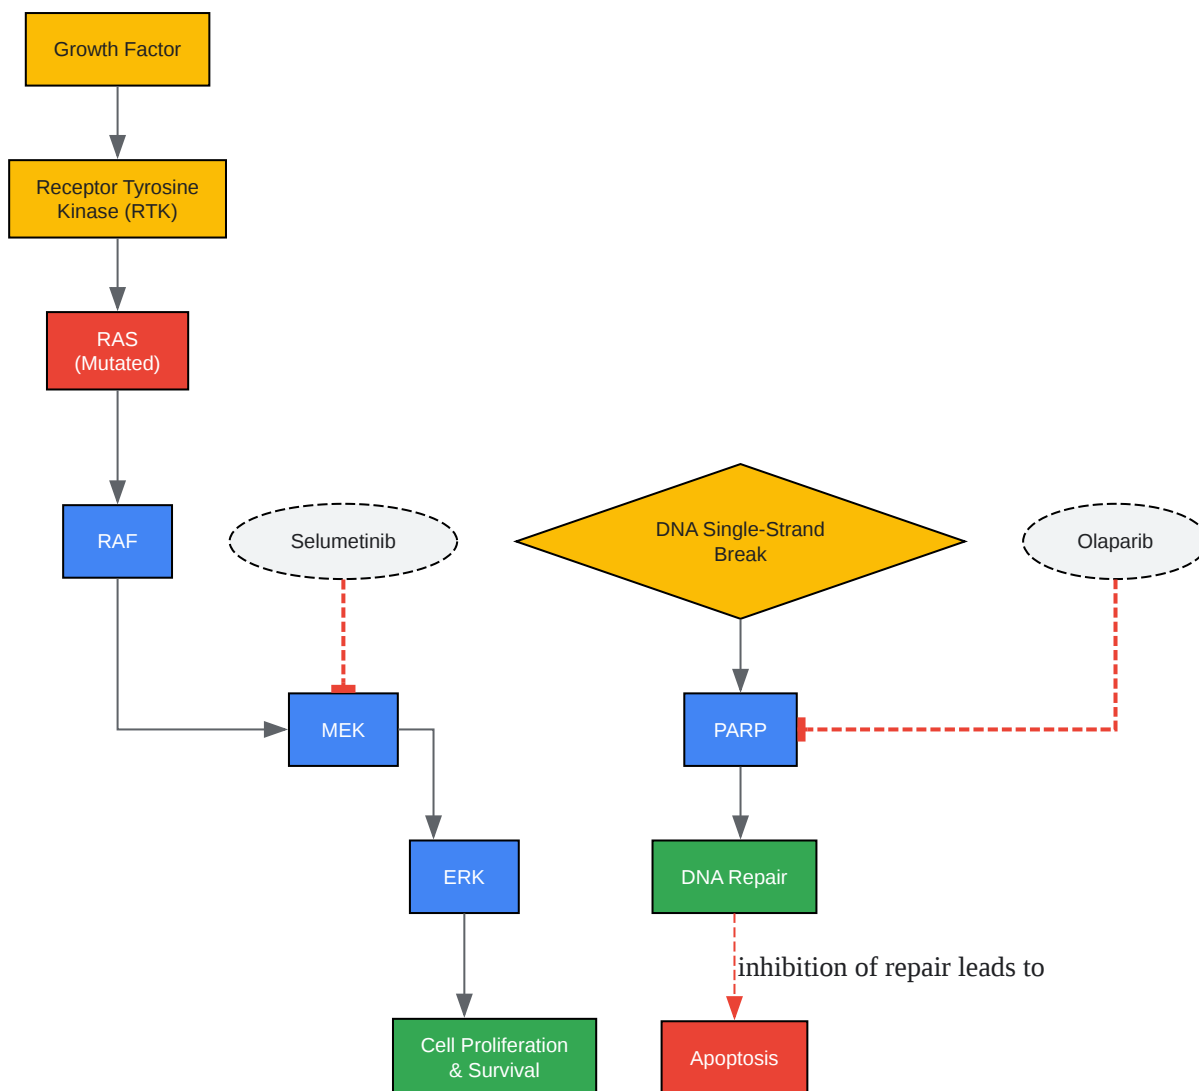 Growth Factor
Receptor Tyrosine
Kinase (RTK)
RAS
(Mutated)
RAF
Selumetinib
DNA Single-Strand
Break
Olaparib
MEK
PARP
ERK
DNA Repair
inhibition of repair leads to
Cell Proliferation
& Survival
Apoptosis